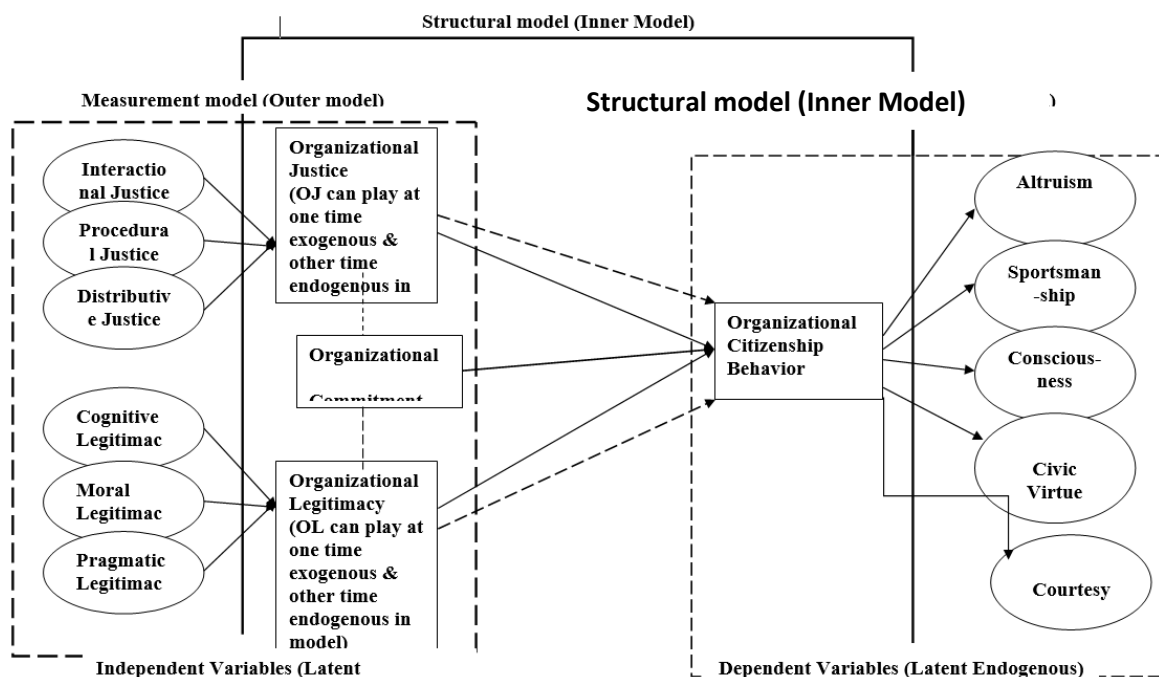 Structural model (Inner Model)
Measurement model (Outer model)
Structural model (Inner Model)
)
Interactio
nal Justice
Procedura
l Justice
Distributiv
e Justice
Organizational
Justice
(OJ can play at
one time
exogenous &
other time
endogenous in
Organizational
Commitment
Cognitive
Legitimac
Moral
Legitimac
Pragmatic
Legitimac
Organizational
Legitimacy
(OL can play at
one time
exogenous &
other time
endogenous in
model)
Organizational
Citizenship
Behavior
Altruism
Sportsman
-ship
Conscious-
ness
Civic
Virtue
Courtesy
Independent Variables (Latent
Dependent Variables (Latent Endogenous)